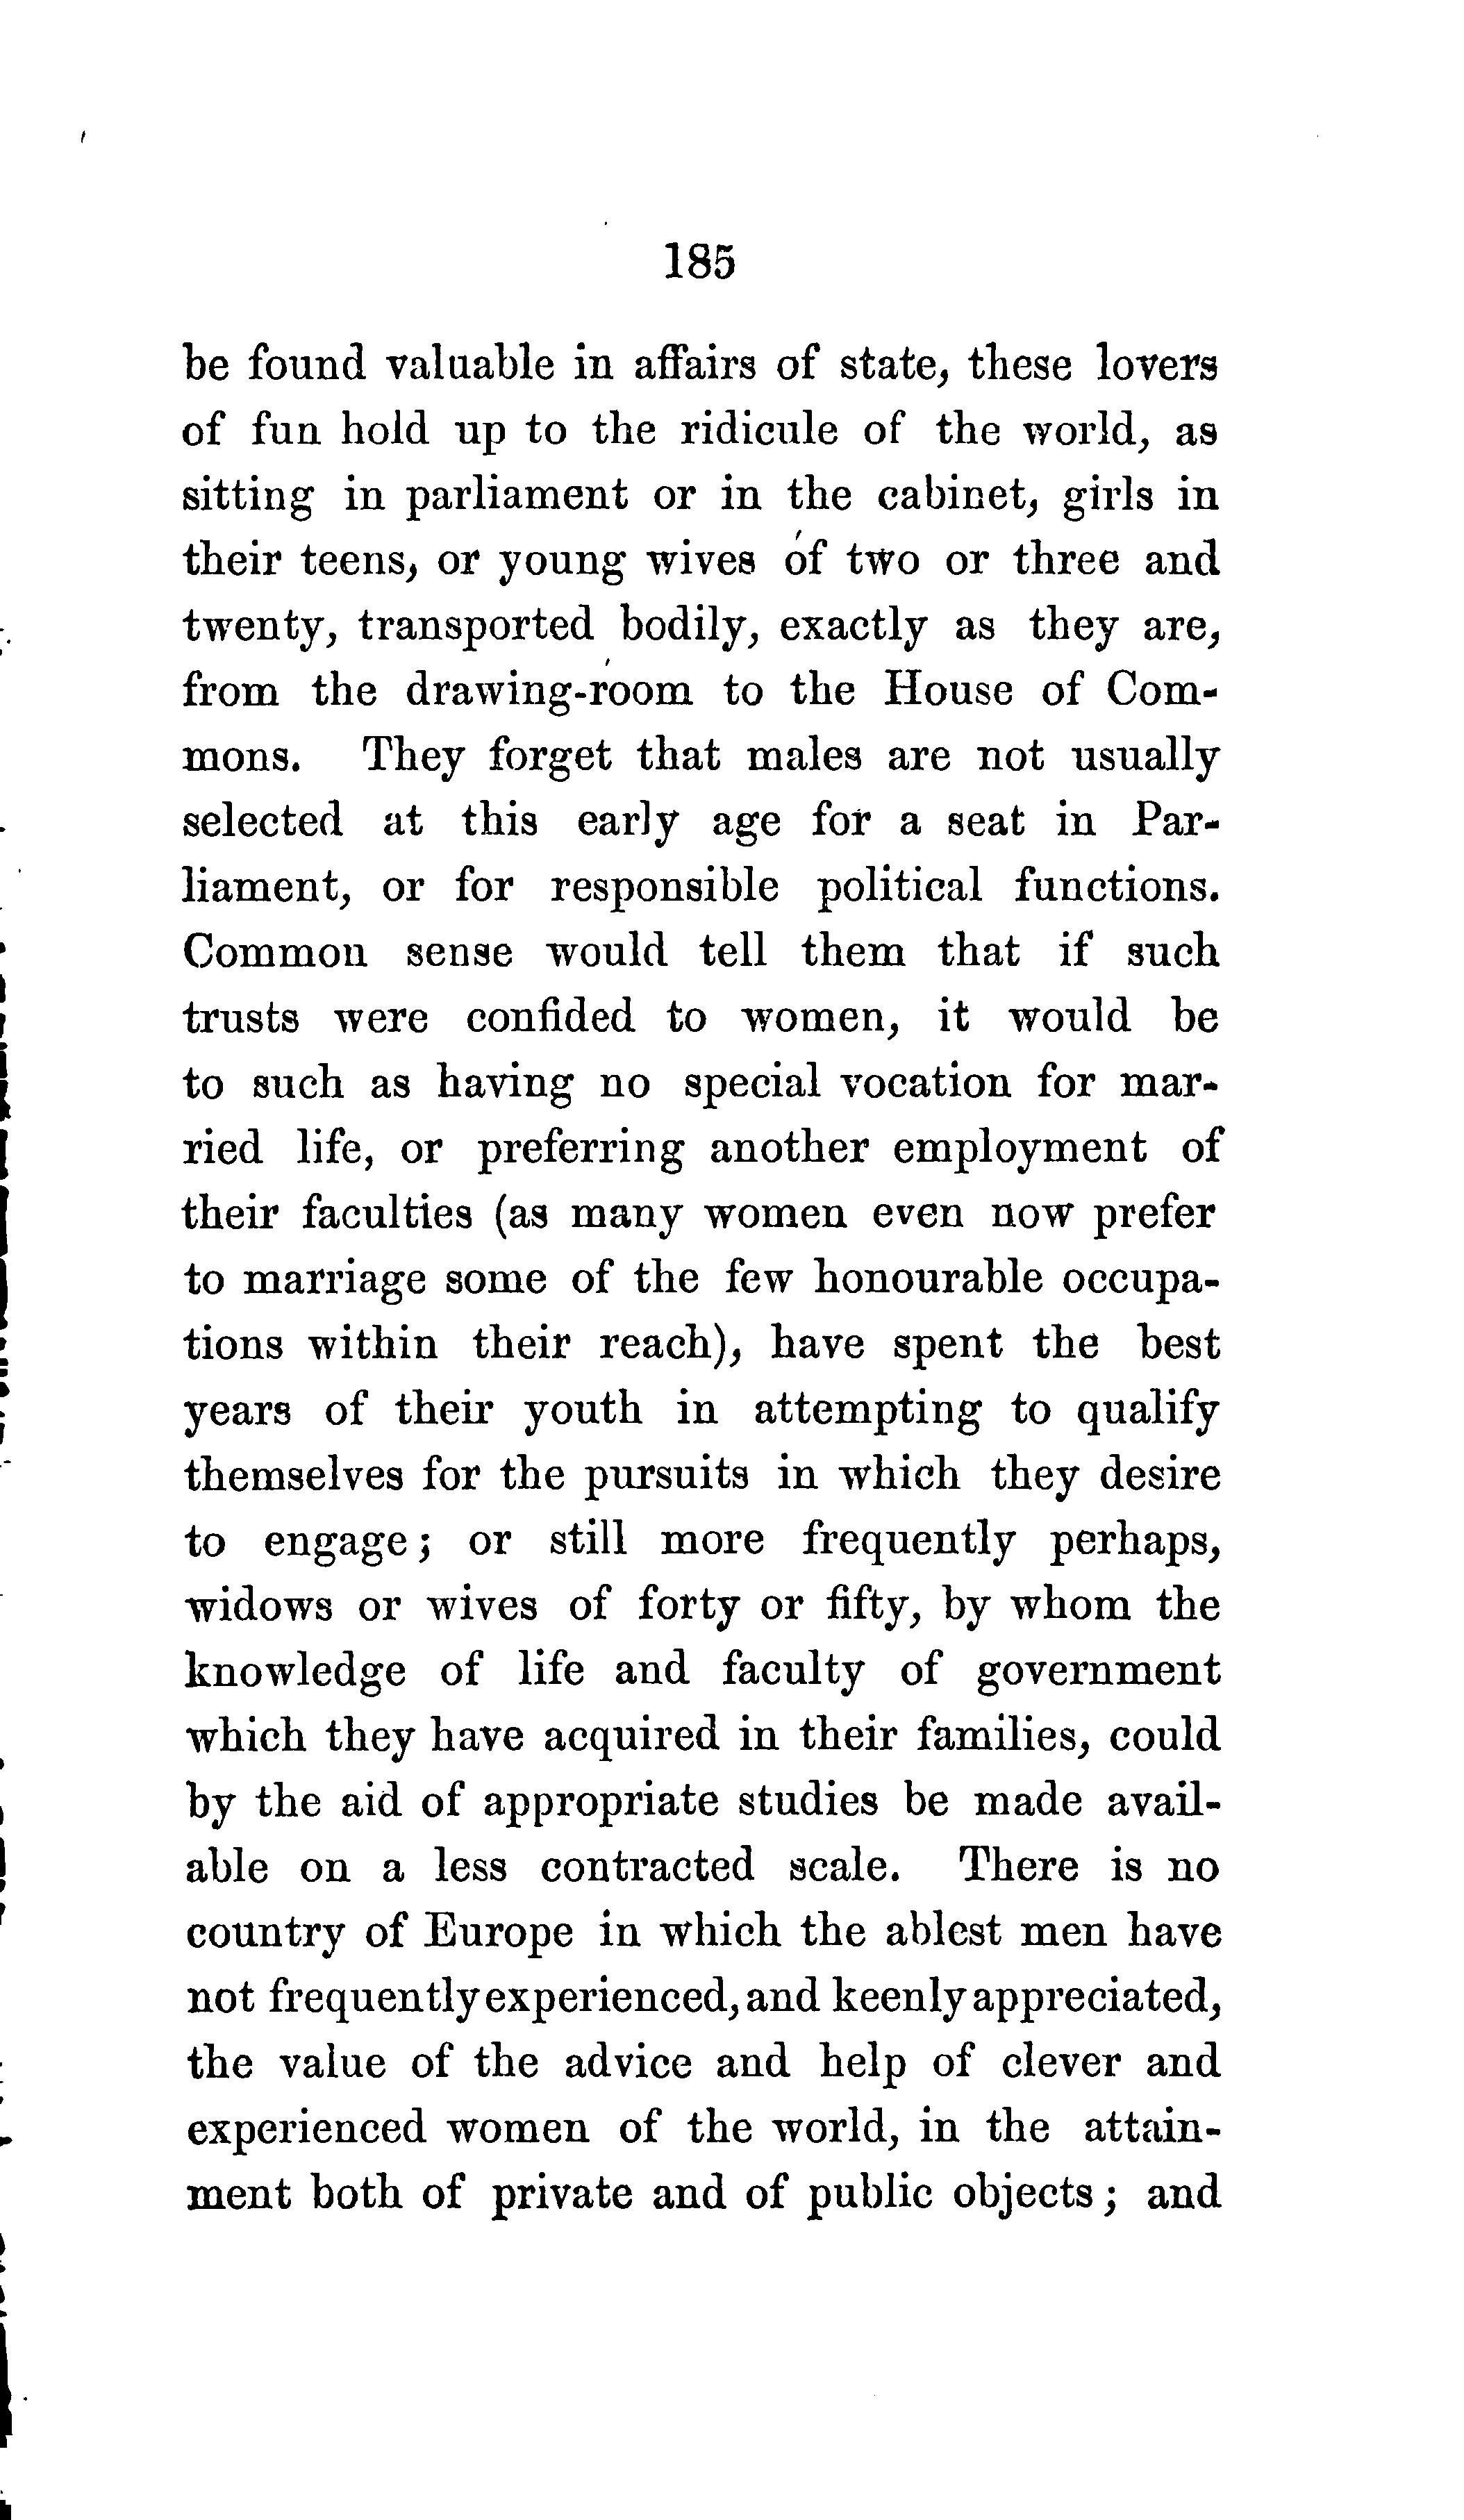 185
be found valuable in affairs of state, these lovers
of fun hold up to the ridicule of the world, as
sitting in parliament or in the cabinet, girls in
their teens, or young wives of two or three and
twenty, transported bodily, exactly as they are,
from the drawing-room to the House of Com-
mons. They forget that males are not usually
selected at this early age for a seat in Par-
liament, or for responsible political functions.
Common sense would tell them that if such
trusts were confided to women, it would be
to such as having no special vocation for mar-
ried life, or preferring another employment of
their faculties (as many women even now prefer
to marriage some of the few honourable occupa-
tions within their reach), have spent the best
years of their youth in attempting to qualify
themselves for the pursuits in which they desire
to engage; or still more frequently perhaps,
widows or wives of forty or fifty, by whom the
knowledge of life and faculty of government
which they have acquired in their families, could
by the aid of appropriate studies be made avail-
able on a less contracted scale. There is no
country of Europe in which the ablest men have
not frequently experienced, and keenly appreciated,
the value of the advice and help of clever and
experienced women of the world, in the attain-
ment both of private and of public objects; and